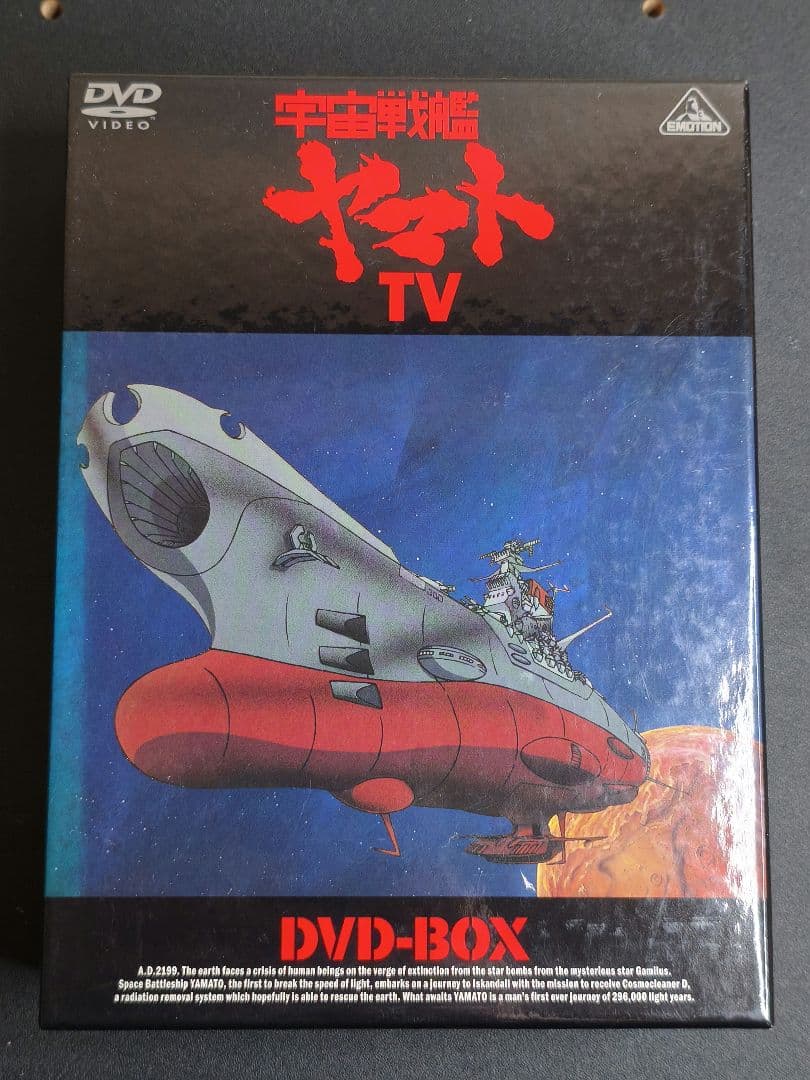 DVD
VIDEO
EMOTION
宇宙戦艦
ヤマト
TV
DVD-BOX
A.D.2199. The earth faces a crisis of human beings on the verge of extinction from the star bombs from the mysterious star Gamilus.
Space Battleship YAMATO, the first to break the speed of light, embarks on a journey to Iskandall with the mission to receive Cosmocleaner D,
a radiation romoval system which hopefully is able to rescue the earth. What awaits YAMATO is a man's first ever journey of 296,000 light years.